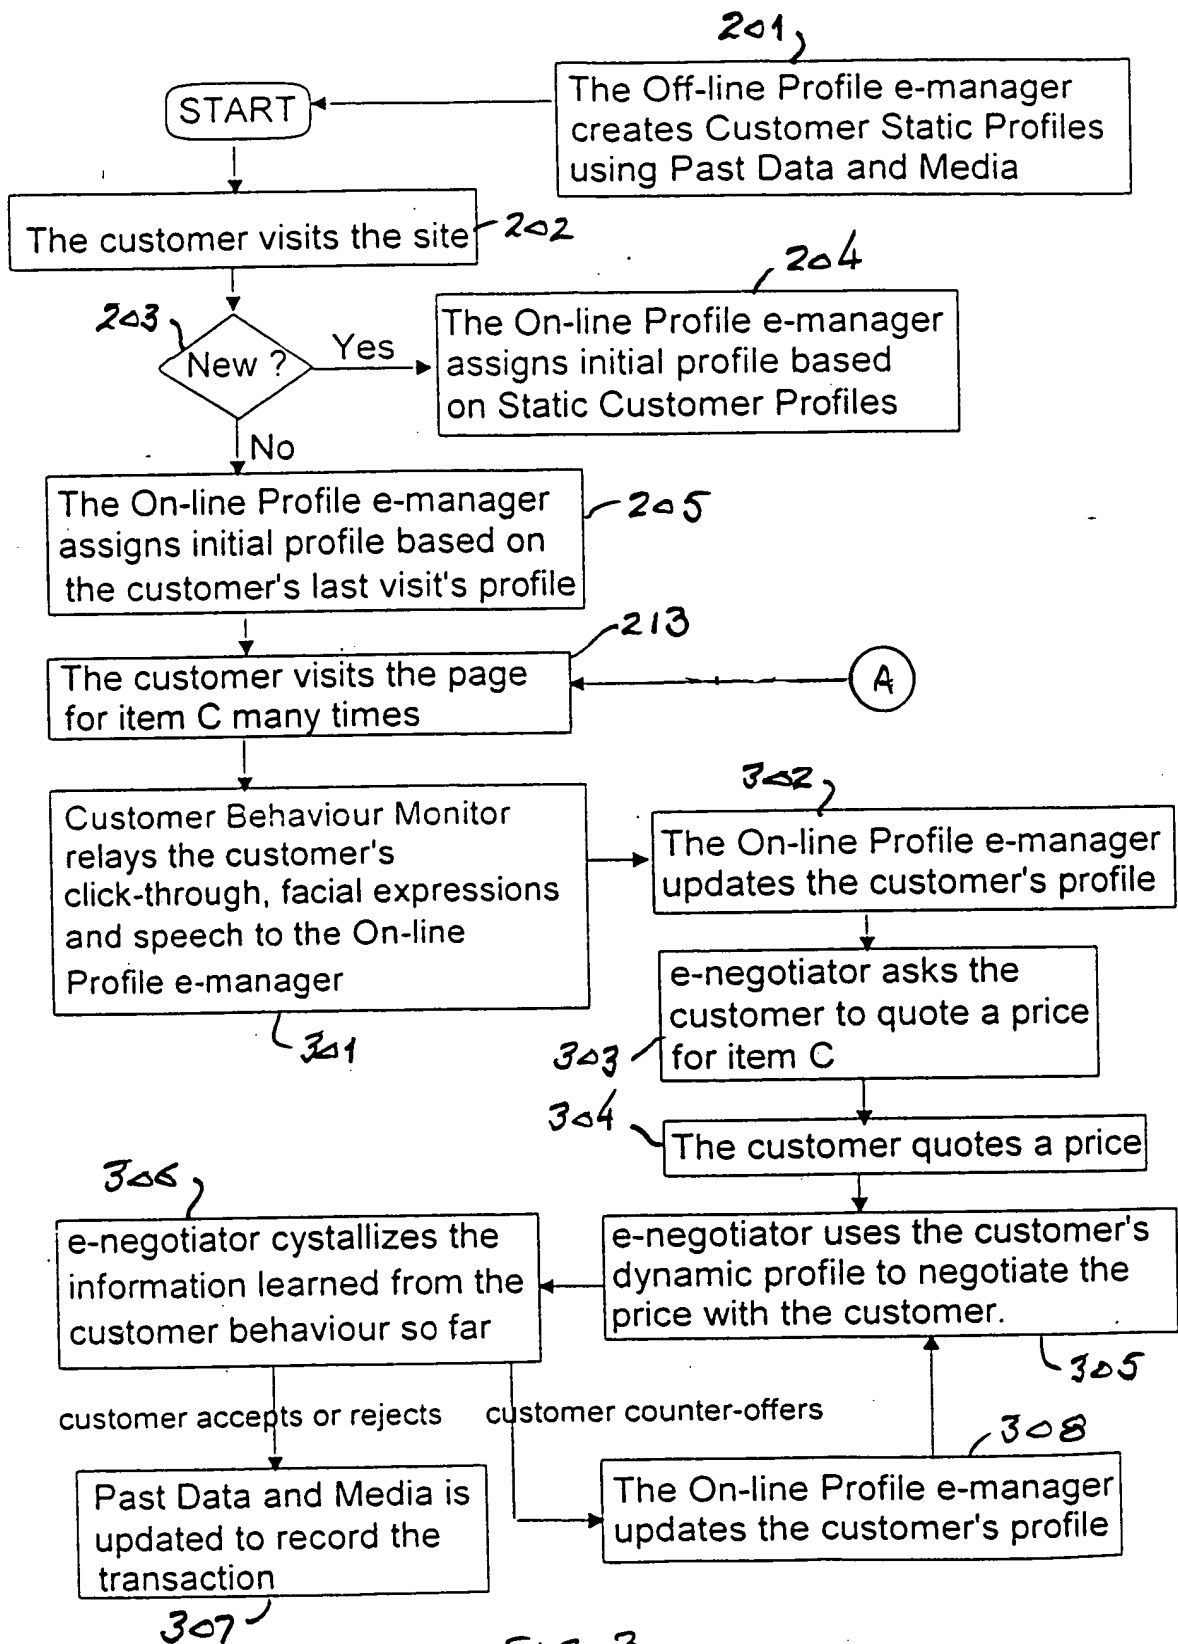 201
START
The Off-line Profile e-manager
creates Customer Static Profiles
using Past Data and Media
The customer visits the site
202
204
203
New ?
Yes
The On-line Profile e-manager
assigns initial profile based
on Static Customer Profiles
No
The On-line Profile e-manager
assigns initial profile based on
the customer's last visit's profile
205
213
The customer visits the page
for item C many times
A
302
Customer Behaviour Monitor
relays the customer's
click-through, facial expressions
and speech to the On-line
Profile e-manager
301
The On-line Profile e-manager
updates the customer's profile
e-negotiator asks the
customer to quote a price
for item C
303
304
The customer quotes a price
306
e-negotiator cystallizes the
information learned from the
customer behaviour so far
e-negotiator uses the customer's
dynamic profile to negotiate the
price with the customer.
305
customer accepts or rejects
customer counter-offers
308
Past Data and Media is
updated to record the
transaction
307
The On-line Profile e-manager
updates the customer's profile